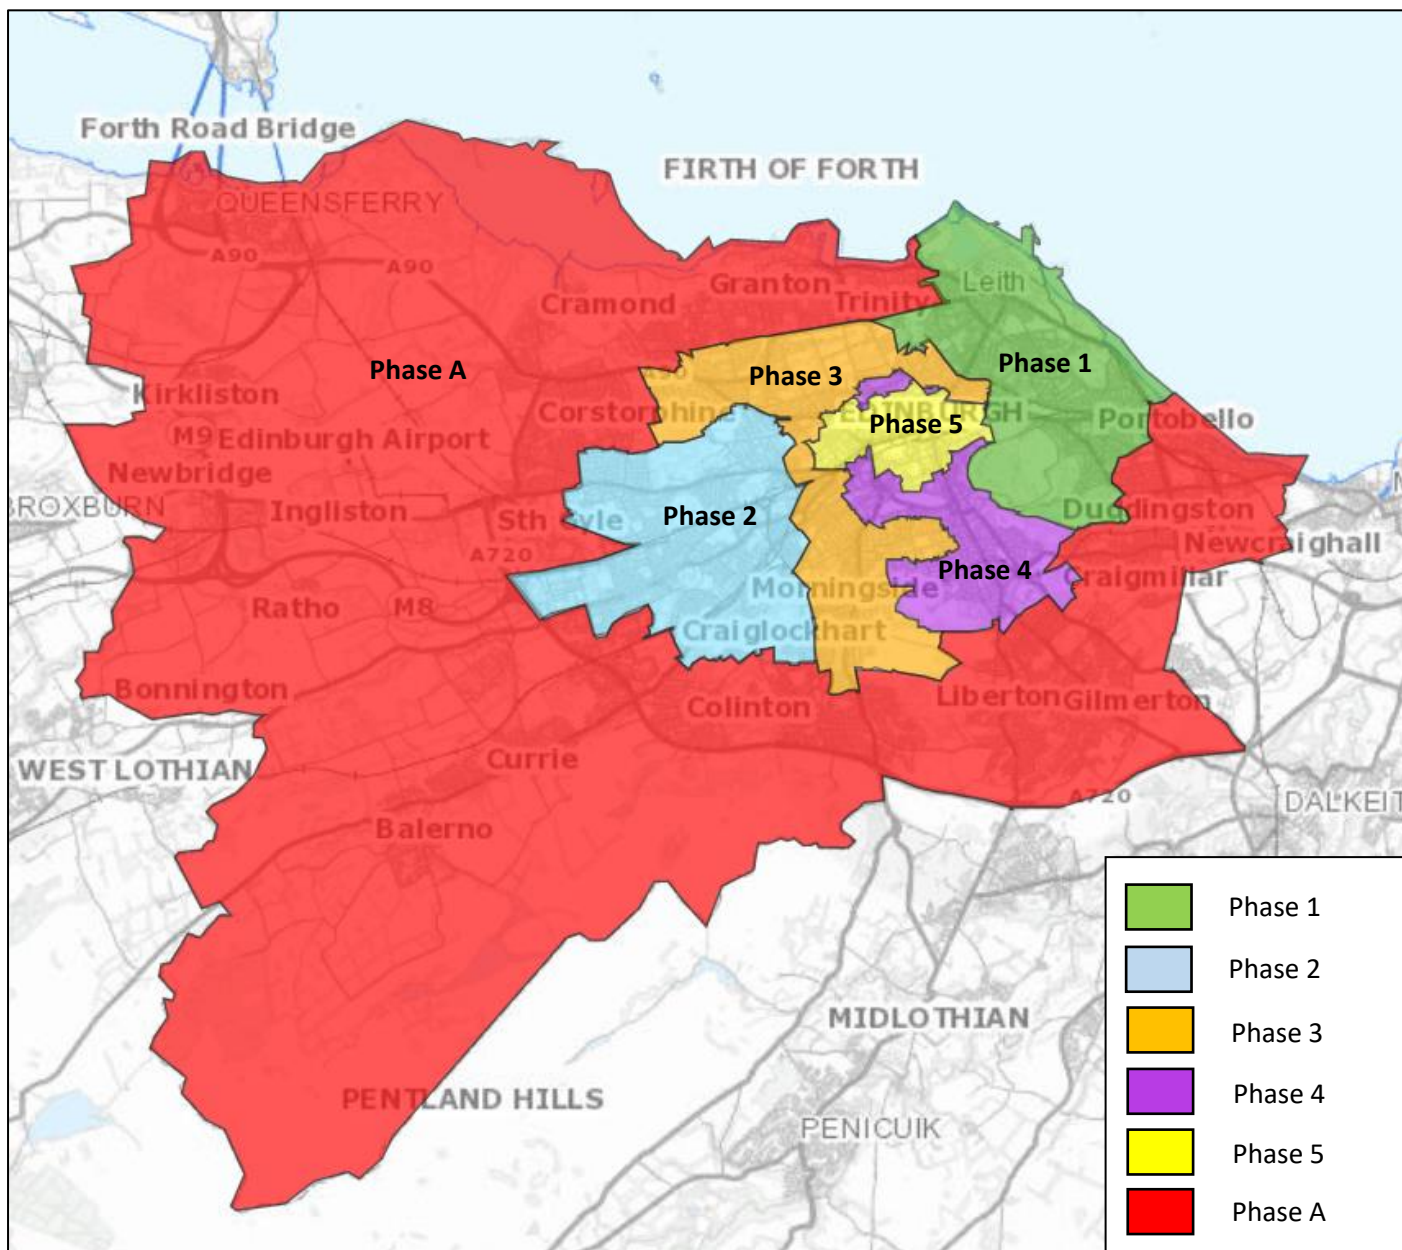 Forth Road Bridge
FIRTH OF FORTH
QUEENSFERRY
A90
A90
Granton
Leith
Cramond
Trinity
Phase A
Phase 3
Phase 1
Kirkliston
Corstorphine
EDINBURGH
Portobello
M9
Edinburgh Airport
Phase 5
Newbridge
BROXBURN
Ingliston
Sth Gyle
Phase 2
Duddingston
A720
Newcraighall
Phase 4
Craigmillar
Ratho
M8
Morningside
Craiglockhart
Bonnington
Colinton
Liberton
Gilmerton
WEST LOTHIAN
Currie
A720
DALKEIT
Balerno
Phase 1
Phase 2
MIDLOTHIAN
Phase 3
PENTLAND HILLS
Phase 4
PENICUIK
Phase 5
Phase A